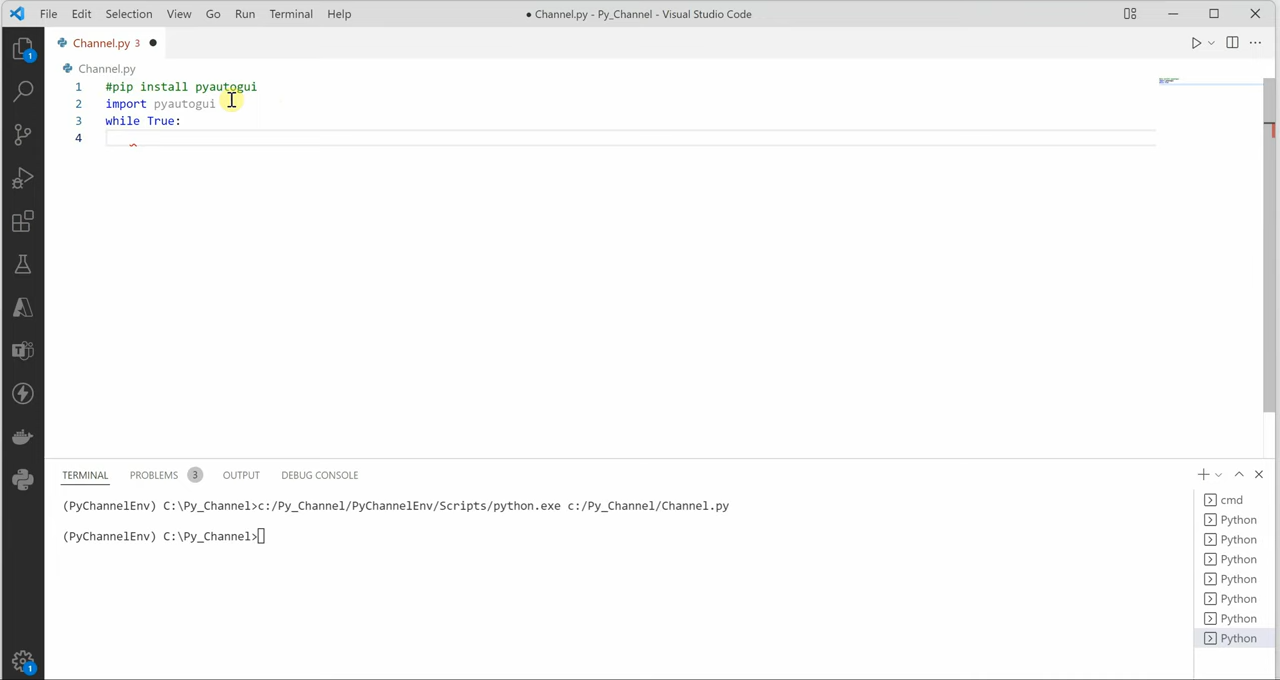 File Edit Selection View Go Run Terminal Help ● Channel.py - Py_Channel - Visual Studio Code
Channel.py 3 ●
Channel.py
1 #pip install pyautogui
2 import pyautogui
3 while True:
4
TERMINAL PROBLEMS 3 OUTPUT DEBUG CONSOLE
(PyChannelEnv) C:\Py_Channel>c:/Py_Channel/PyChannelEnv/Scripts/python.exe c:/Py_Channel/Channel.py
(PyChannelEnv) C:\Py_Channel>
cmd
Python
Python
Python
Python
Python
Python
Python
1
1